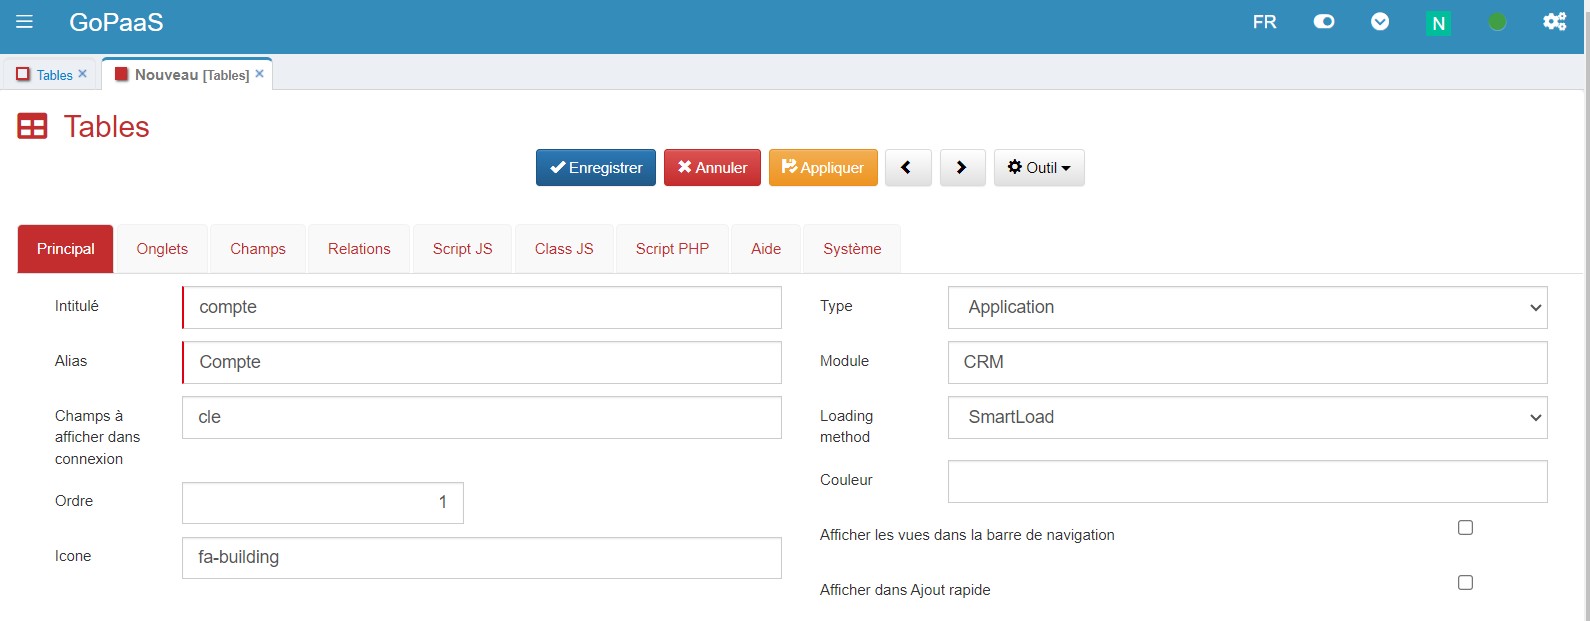 GoPaaS
FR
N
Tables ×
Nouveau [Tables] ×
Tables
Enregistrer
Annuler
Appliquer
Outil
Principal
Onglets
Champs
Relations
Script JS
Class JS
Script PHP
Aide
Système
Intitulé
compte
Type
Application
Alias
Compte
Module
CRM
Champs à
afficher dans
connexion
cle
Loading
method
SmartLoad
Couleur
Ordre
1
Afficher les vues dans la barre de navigation
Icone
fa-building
Afficher dans Ajout rapide